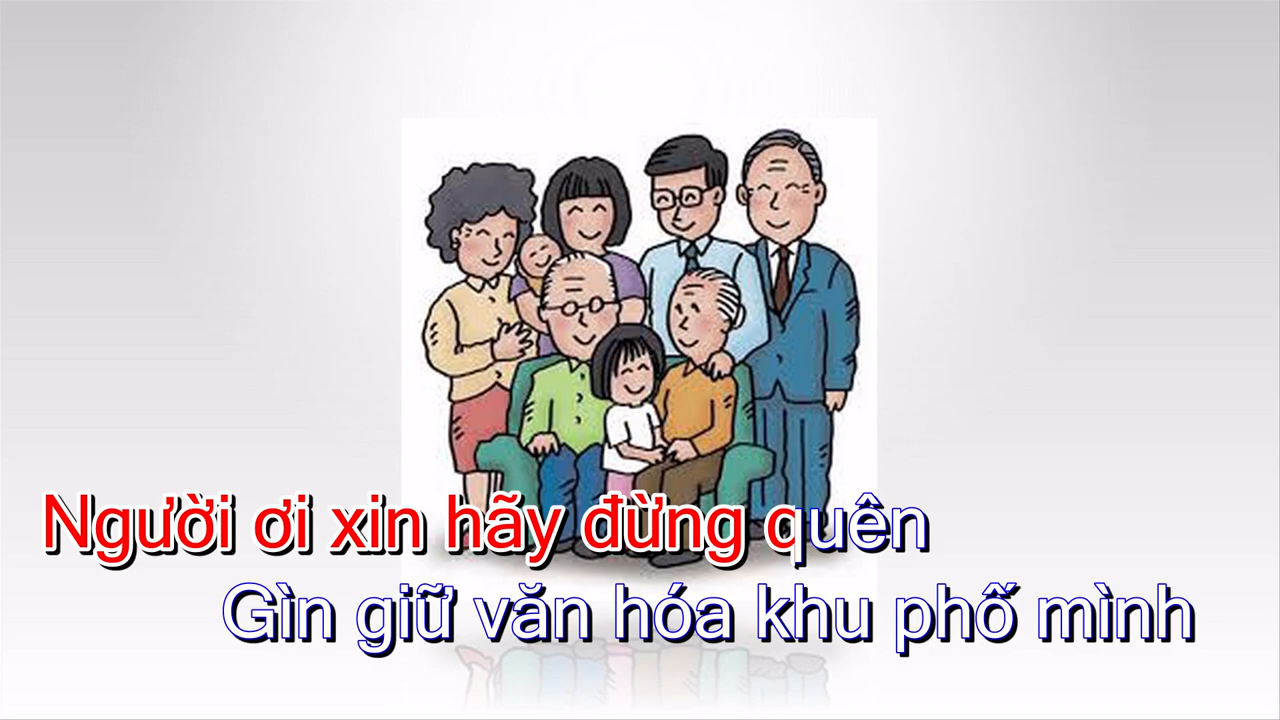 Người ơi xin hãy đừng quên
Gìn giữ văn hóa khu phố mình